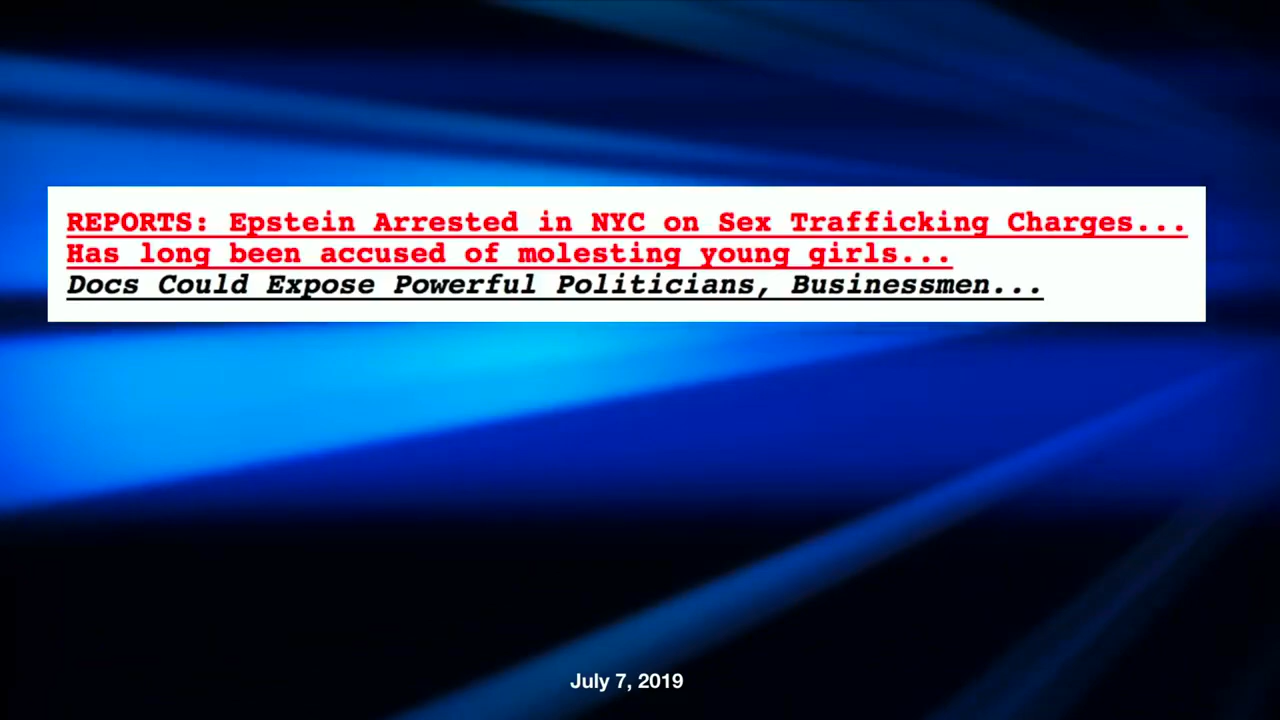 REPORTS: Epstein Arrested in NYC on Sex Trafficking Charges...
Has long been accused of molesting young girls...
Docs Could Expose Powerful Politicians, Businessmen...
July 7, 2019